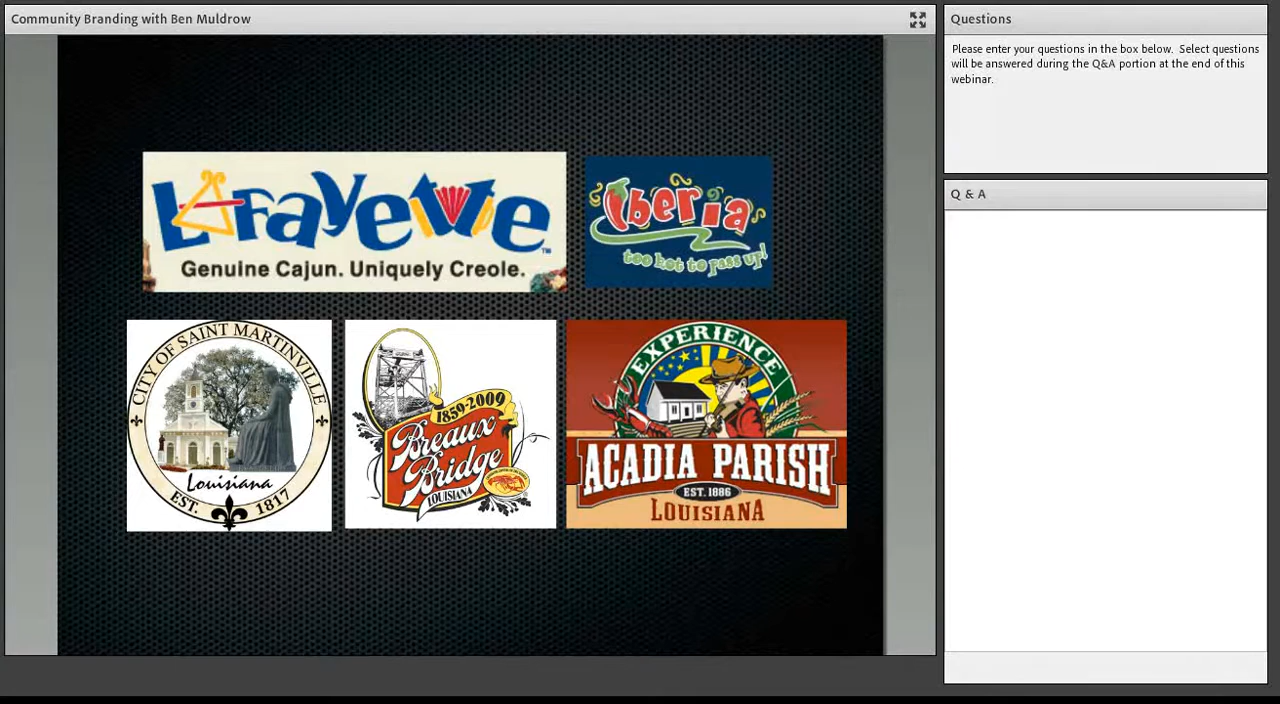 Community Branding with Ben Muldrow
Lafayette™
Genuine Cajun. Uniquely Creole.
Iberia
too hot to pass up!
CITY OF SAINT MARTINVILLE
Louisiana
EST. 1817
1859-2009
Breaux
Bridge
LOUISIANA
EXPERIENCE
ACADIA PARISH
EST. 1886
LOUISIANA
Questions
Please enter your questions in the box below. Select questions
will be answered during the Q&A portion at the end of this
webinar.
Q & A